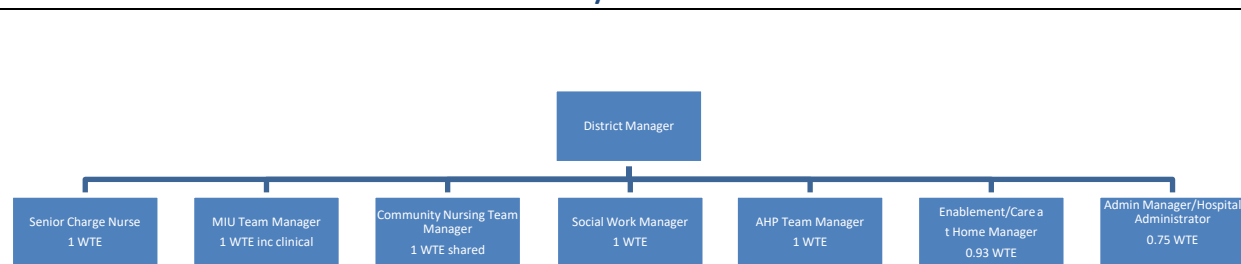 District Manager
Senior Charge Nurse
1 WTE
MIU Team Manager
1 WTE inc clinical
Community Nursing Team
Manager
1 WTE shared
Social Work Manager
1 WTE
AHP Team Manager
1 WTE
Enablement/Care a
t Home Manager
0.93 WTE
Admin Manager/Hospital
Administrator
0.75 WTE